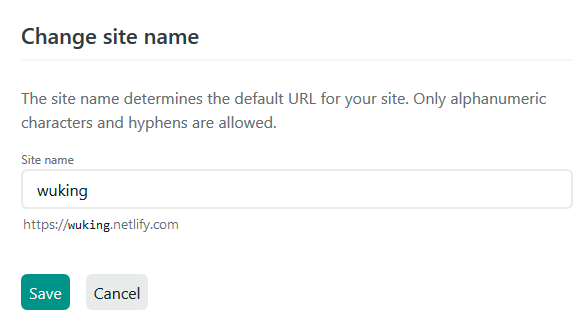 Change site name
The site name determines the default URL for your site. Only alphanumeric
characters and hyphens are allowed.
Site name
wuking
https://wuking.netlify.com
Save Cancel